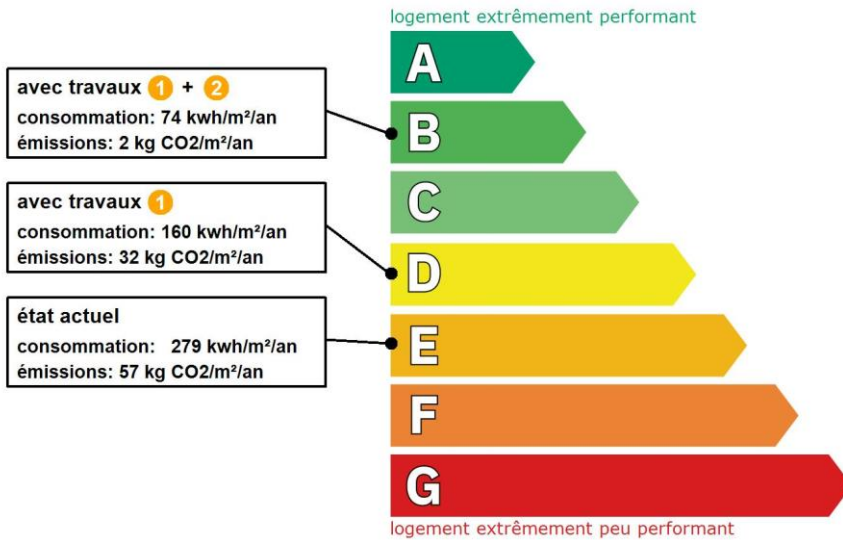 logement extrêmement performant
A
avec travaux 1 + 2
consommation: 74 kwh/m²/an
émissions: 2 kg CO2/m²/an
B
C
avec travaux 1
consommation: 160 kwh/m²/an
émissions: 32 kg CO2/m²/an
D
état actuel
consommation: 279 kwh/m²/an
émissions: 57 kg CO2/m²/an
E
F
G
logement extrêmement peu performant